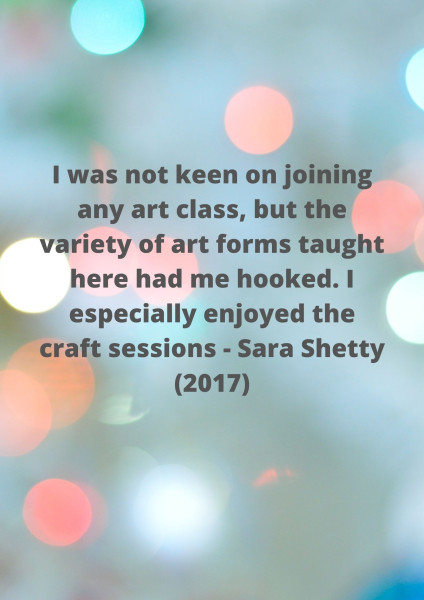 I was not keen on joining
any art class, but the
variety of art forms taught
here had me hooked. I
especially enjoyed the
craft sessions - Sara Shetty
(2017)